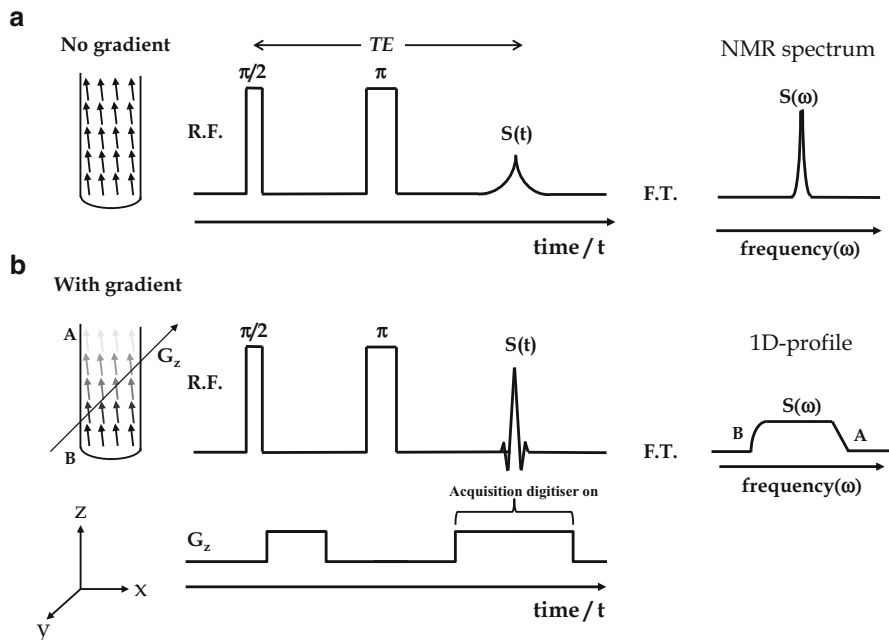 a
No gradient
TE
NMR spectrum
π/2
π
S(ω)
R.F.
S(t)
F.T.
time / t
frequency(ω)
b
With gradient
A
Gz
B
π/2
π
S(t)
1D-profile
R.F.
S(ω)
B
A
F.T.
frequency(ω)
Acquisition digitiser on
Gz
z
x
y
time / t